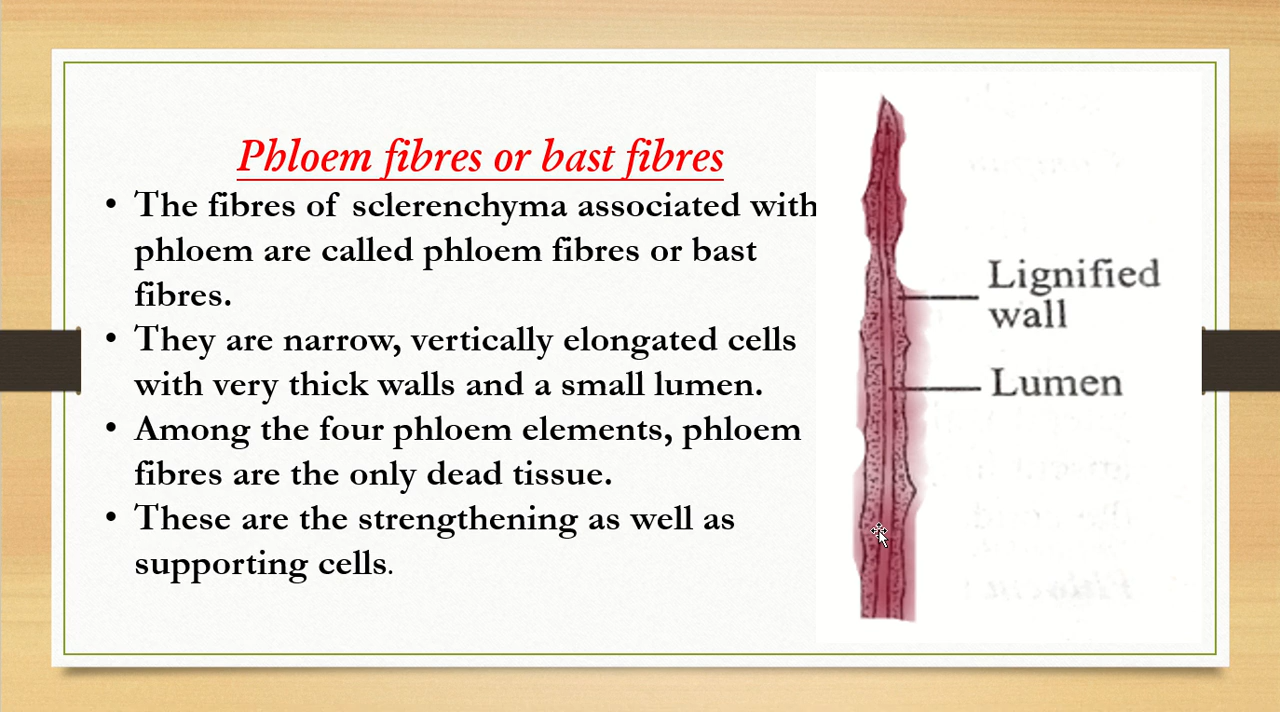 Phloem fibres or bast fibres
• The fibres of sclerenchyma associated with
phloem are called phloem fibres or bast
fibres.
• They are narrow, vertically elongated cells
with very thick walls and a small lumen.
• Among the four phloem elements, phloem
fibres are the only dead tissue.
• These are the strengthening as well as
supporting cells.
Lignified
wall
Lumen